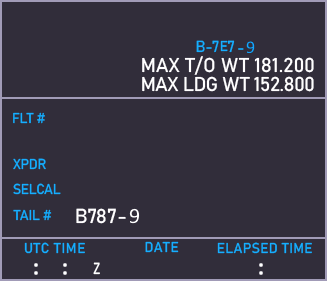 B-7E7-9
MAX T/O WT 181.200
MAX LDG WT 152.800
FLT #
XPDR
SELCAL
TAIL # B787-9
UTC TIME DATE ELAPSED TIME
: : Z :